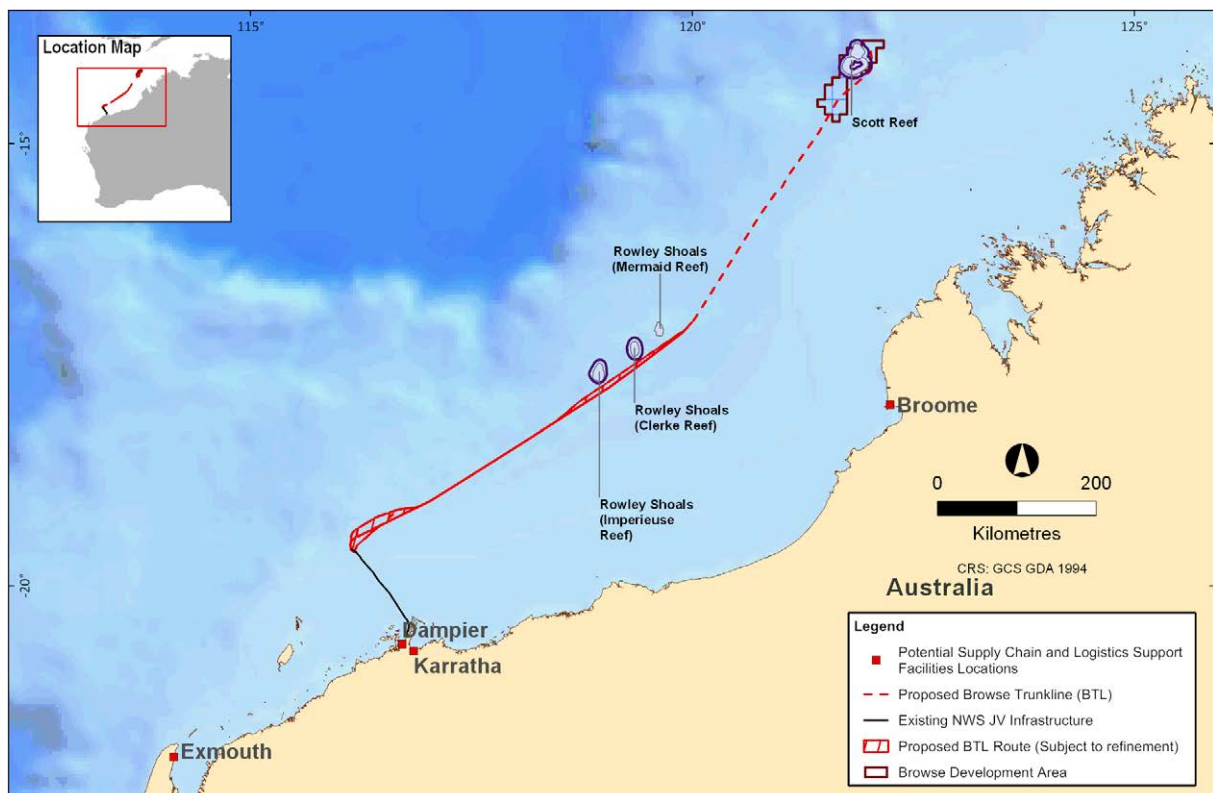 115°
120°
125°
Location Map
-15°
Scott Reef
Rowley Shoals
(Mermaid Reef)
Rowley Shoals
(Clerke Reef)
Rowley Shoals
(Imperieuse
Reef)
Broome
0
200
Kilometres
CRS: GCS GDA 1994
-20°
Australia
Dampier
Karratha
Exmouth
Legend
Potential Supply Chain and Logistics Support
Facilities Locations
Proposed Browse Trunkline (BTL)
Existing NWS JV Infrastructure
Proposed BTL Route (Subject to refinement)
Browse Development Area